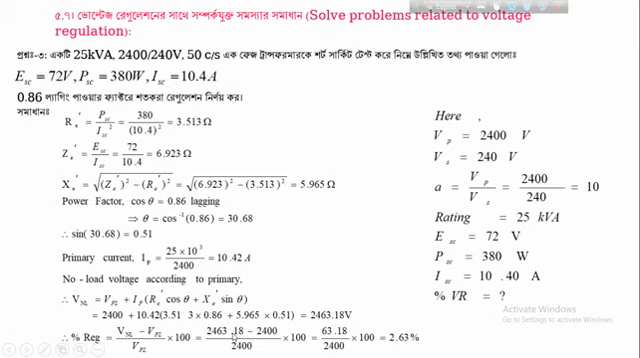 ৫.৭। ভোল্টেজ রেগুলেশনের সাথে সম্পর্কযুক্ত সমস্যার সমাধান (Solve problems related to voltage
regulation):
প্রশ্নঃ-৩: একটি 25kVA, 2400/240V, 50 c/s এক ফেজ ট্রান্সফরমারকে শর্ট সার্কিট টেস্ট করে নিম্নে উল্লিখিত তথ্য পাওয়া গেলোঃ
E_sc = 72V, P_sc = 380W, I_sc = 10.4A
0.86 ল্যাগিং পাওয়ার ফ্যাক্টরে শতকরা রেগুলেশন নির্ণয় কর।
সমাধানঃ
R_e' = P_sc / I_sc² = 380 / (10.4)² = 3.513 Ω
Z_e' = E_sc / I_sc = 72 / 10.4 = 6.923 Ω
X_e' = √((Z_e')² − (R_e')²) = √((6.923)² − (3.513)²) = 5.965 Ω
Power Factor, cos θ = 0.86 lagging
⇒ θ = cos⁻¹(0.86) = 30.68
∴ sin(30.68) = 0.51
Primary current, I_P = 25 × 10³ / 2400 = 10.42 A
No-load voltage according to primary,
∴ V_NL = V_FL + I_P(R_e' cos θ + X_e' sin θ)
= 2400 + 10.42(3.51 3 × 0.86 + 5.965 × 0.51) = 2463.18V
∴ % Reg = (V_NL − V_FL) / V_FL × 100 = (2463.18 − 2400) / 2400 × 100 = 63.18 / 2400 × 100 = 2.63%
Here ,
V_p = 2400 V
V_s = 240 V
a = V_p / V_s = 2400 / 240 = 10
Rating = 25 kVA
E_sc = 72 V
P_sc = 380 W
I_sc = 10.40 A
% VR = ?
Activate Windows
Go to Settings to activate Windows.